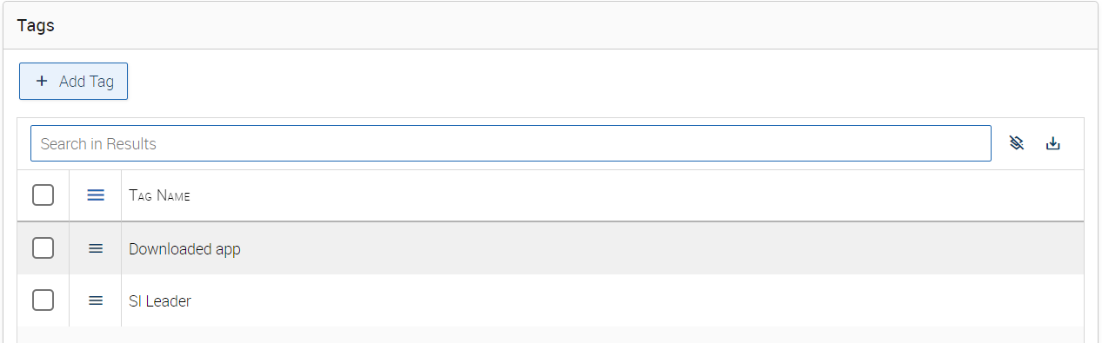 Tags
+ Add Tag
Search in Results
Tag Name
Downloaded app
SI Leader